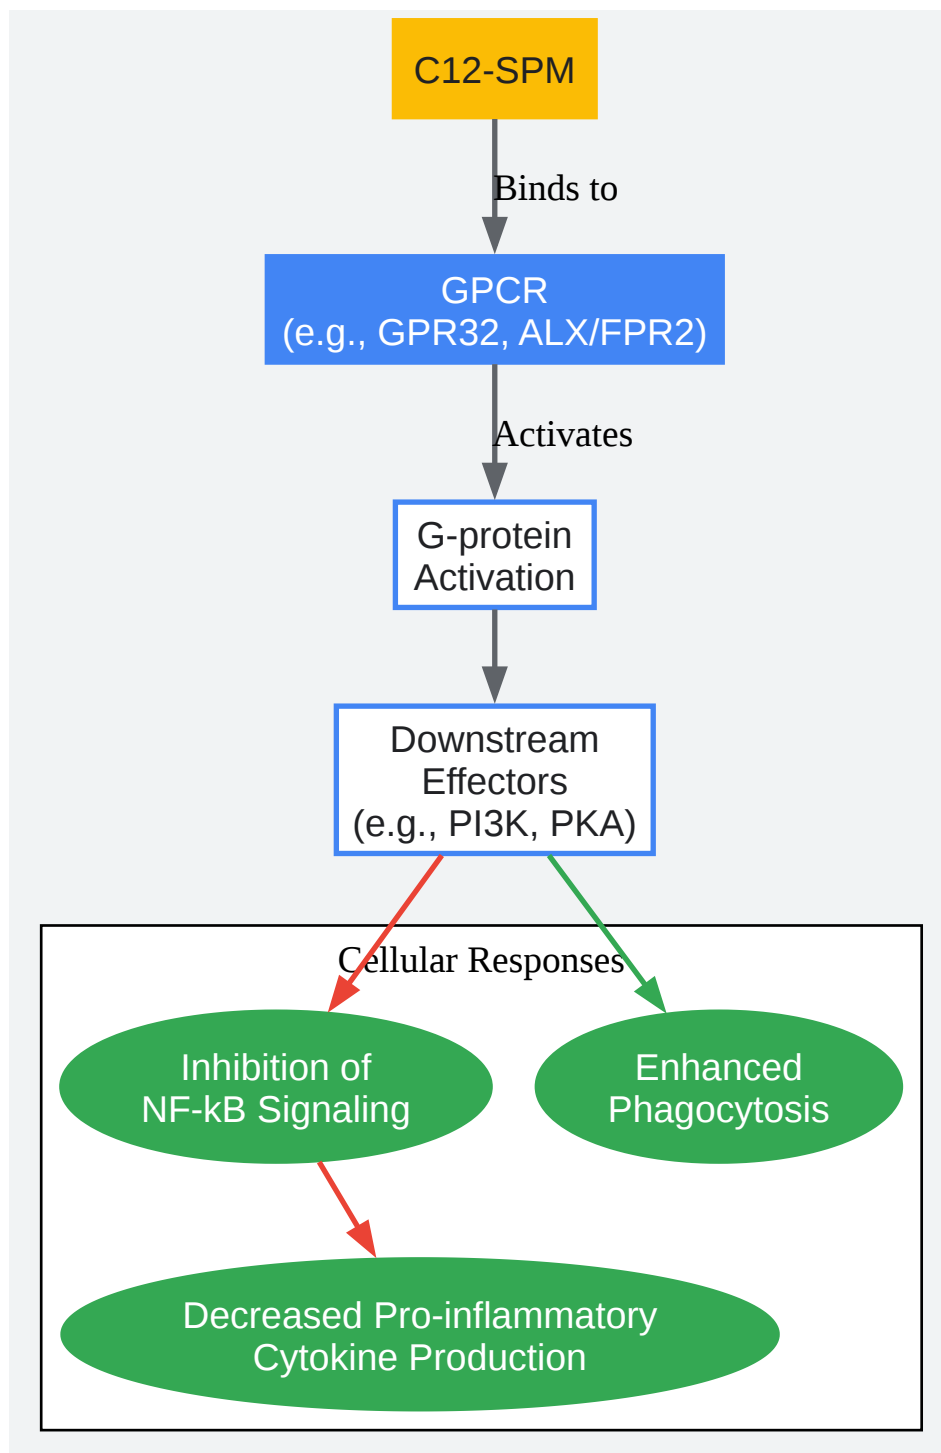 C12-SPM
Binds to
GPCR
(e.g., GPR32, ALX/FPR2)
Activates
G-protein
Activation
Downstream
Effectors
(e.g., PI3K, PKA)
Cellular Responses
Inhibition of
NF-kB Signaling
Enhanced
Phagocytosis
Decreased Pro-inflammatory
Cytokine Production